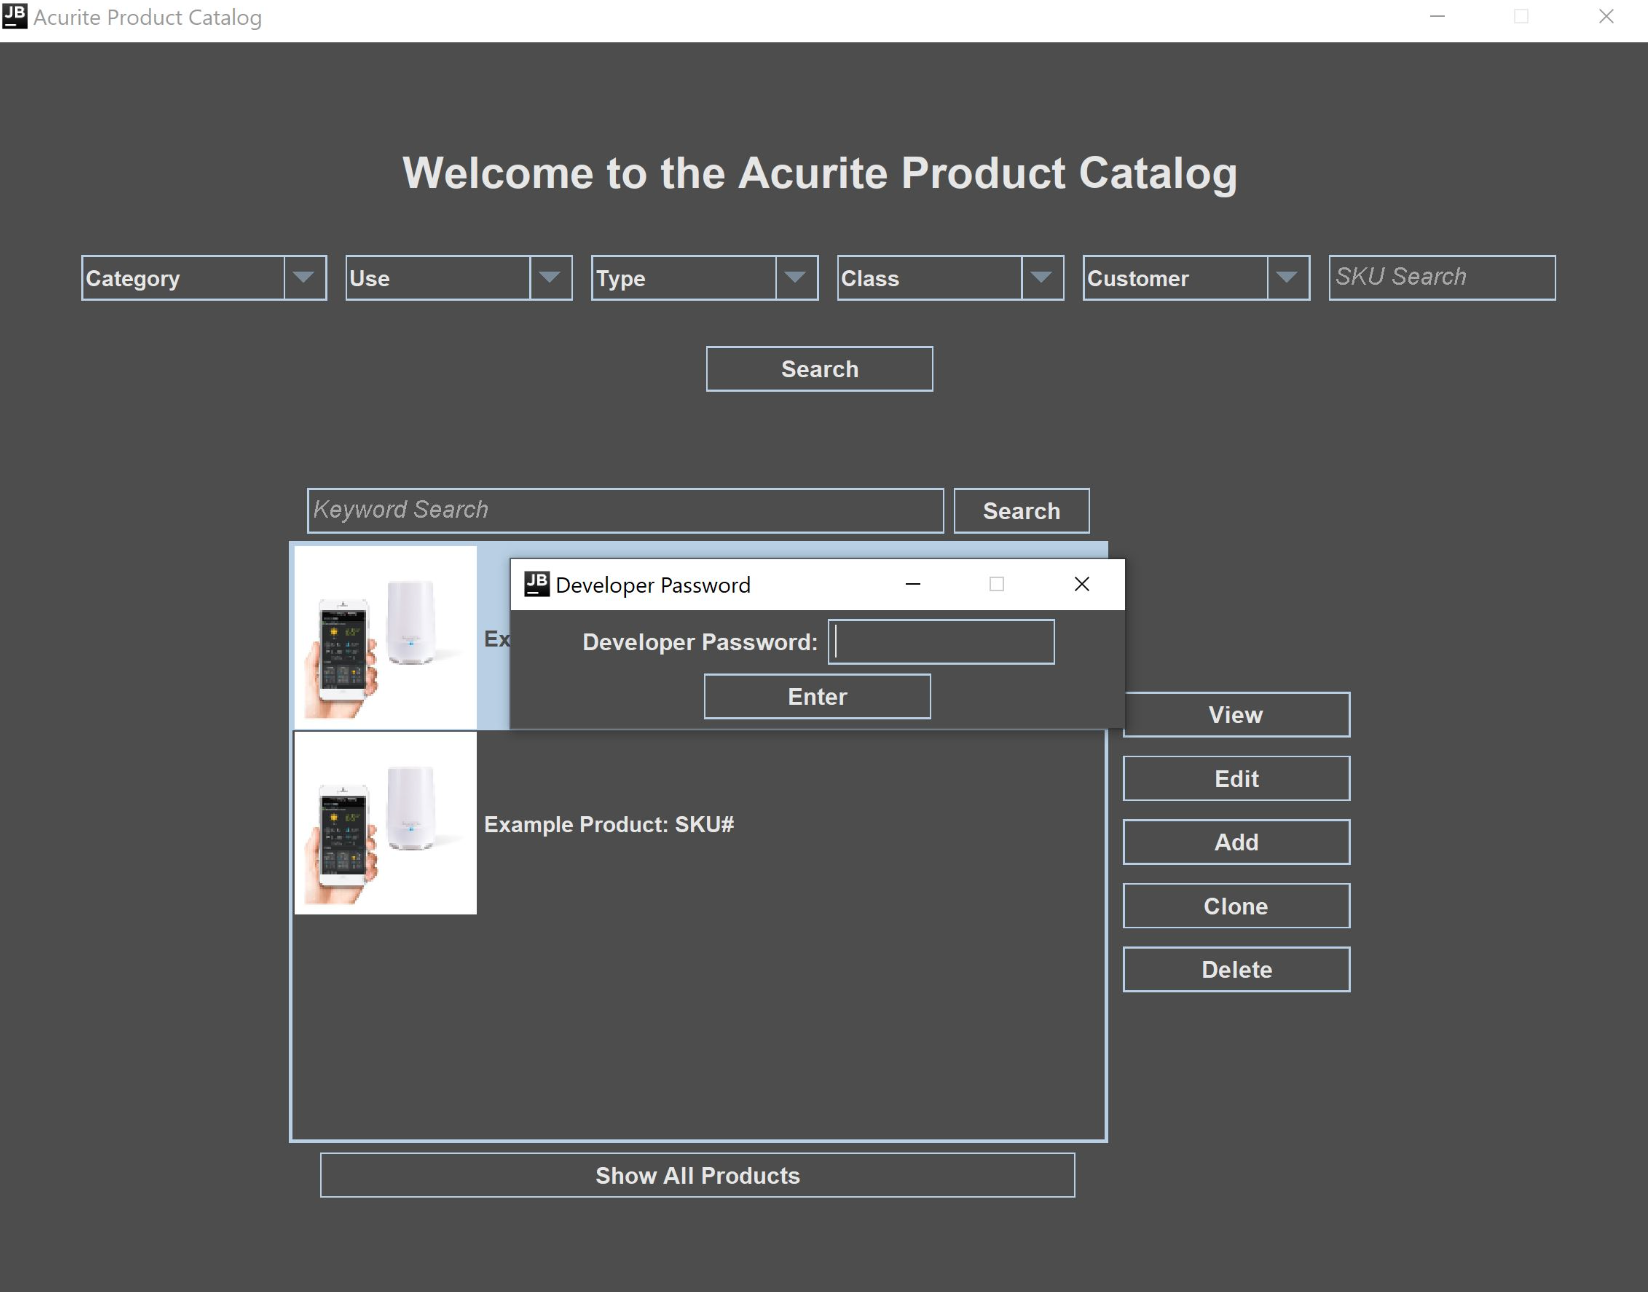 JB Acurite Product Catalog
Welcome to the Acurite Product Catalog
Category Use Type Class Customer SKU Search
Search
Keyword Search Search
JB Developer Password
Ex
Developer Password:
Enter
Example Product: SKU#
View
Edit
Add
Clone
Delete
Show All Products